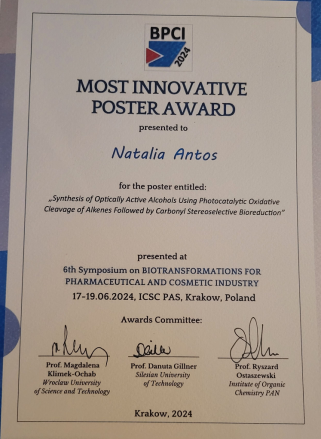 BPCI
2024
MOST INNOVATIVE
POSTER AWARD
presented to
Natalia Antos
for the poster entitled:
„Synthesis of Optically Active Alcohols Using Photocatalytic Oxidative
Cleavage of Alkenes Followed by Carbonyl Stereoselective Bioreduction”
presented at
6th Symposium on BIOTRANSFORMATIONS FOR
PHARMACEUTICAL AND COSMETIC INDUSTRY
17-19.06.2024, ICSC PAS, Krakow, Poland
Awards Committee:
Prof. Magdalena
Klimek-Ochab
Wroclaw University
of Science and Technology
Prof. Danuta Gillner
Silesian University
of Technology
Prof. Ryszard
Ostaszewski
Institute of Organic
Chemistry PAN
Krakow, 2024